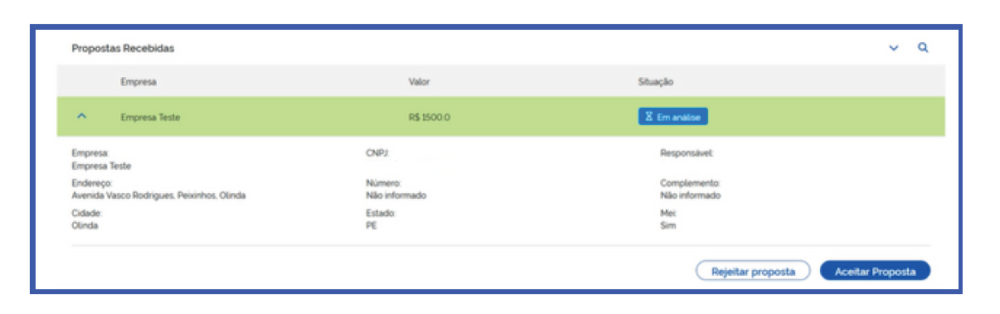 Propostas Recebidas
Empresa Valor Situação
Empresa Teste R$ 1500.0 Em análise
Empresa: CNPJ: Responsável:
Empresa Teste
Endereço: Número: Complemento:
Avenida Vasco Rodrigues, Peixinhos, Olinda Não informado Não informado
Cidade: Estado: Mei:
Olinda PE Sim
Rejeitar proposta Aceitar Proposta